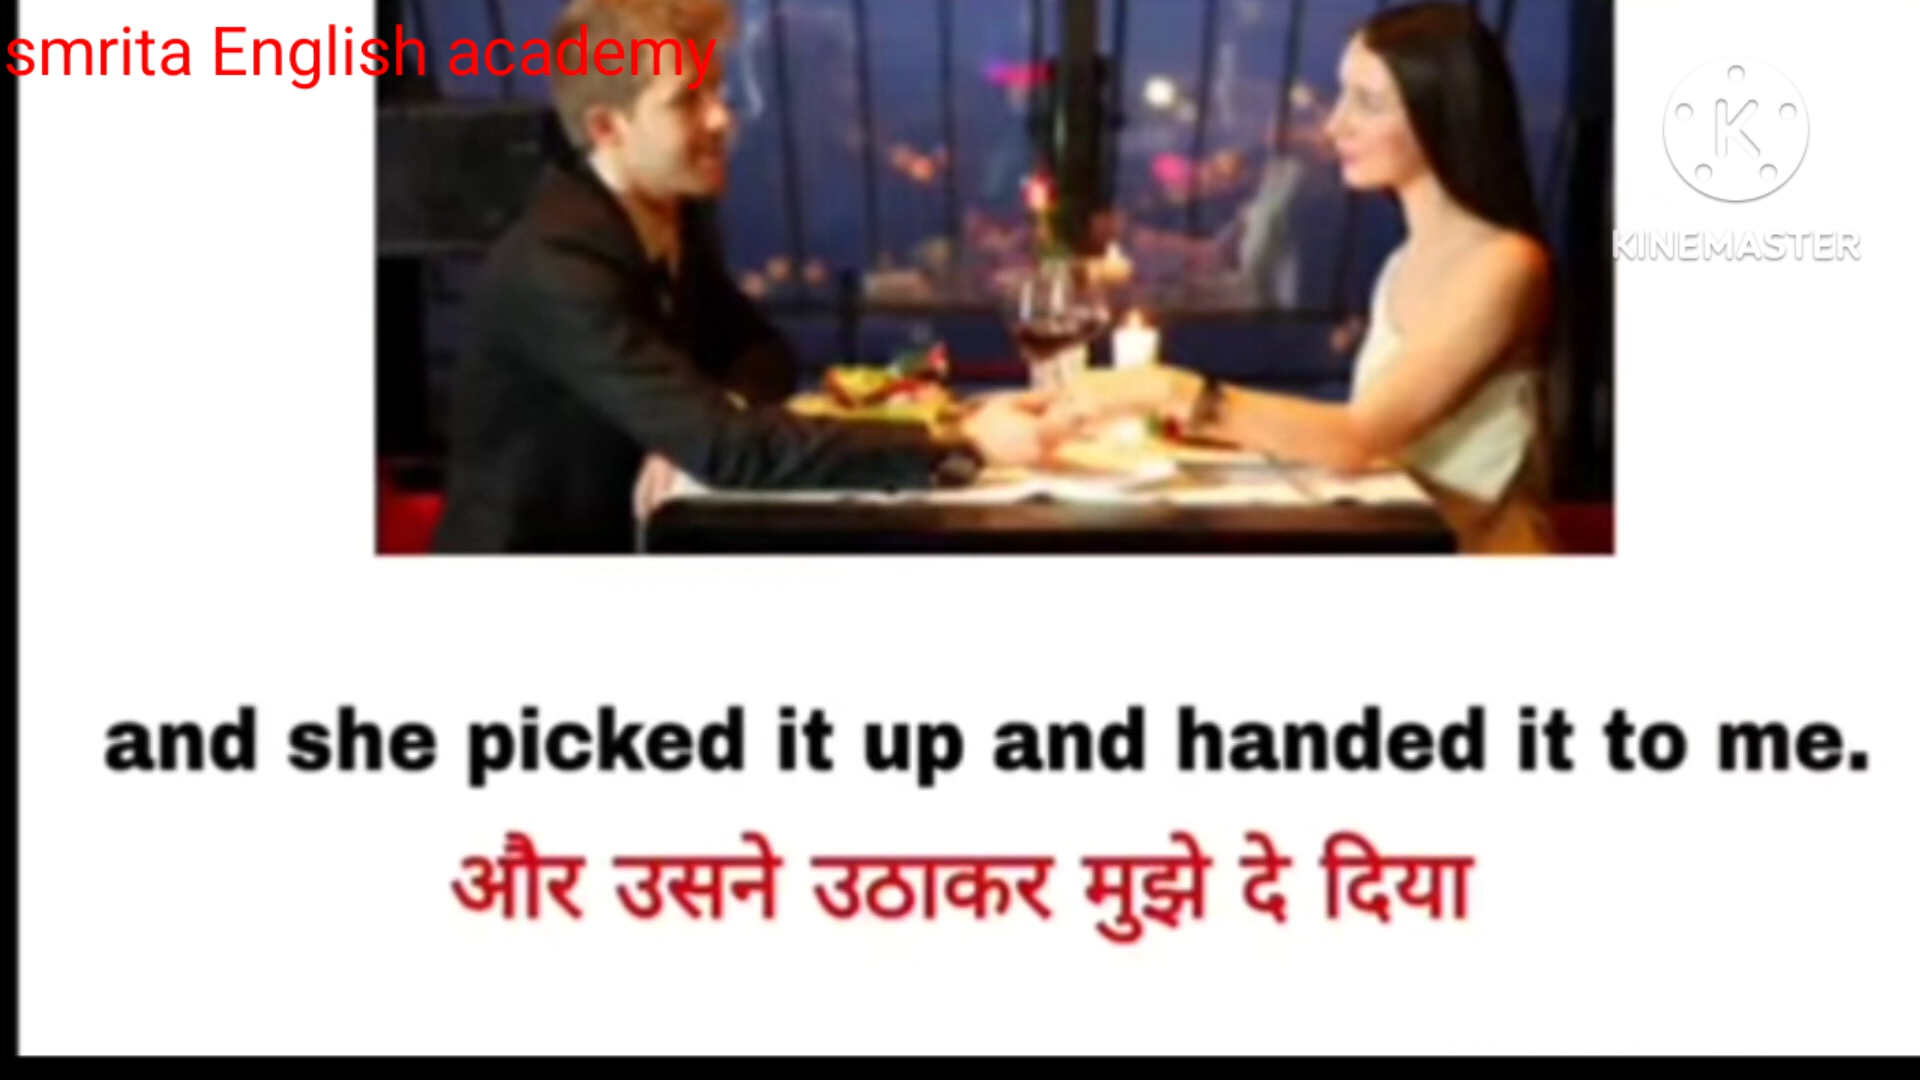 smrita English academy
KINEMASTER
and she picked it up and handed it to me.
और उसने उठाकर मुझे दे दिया